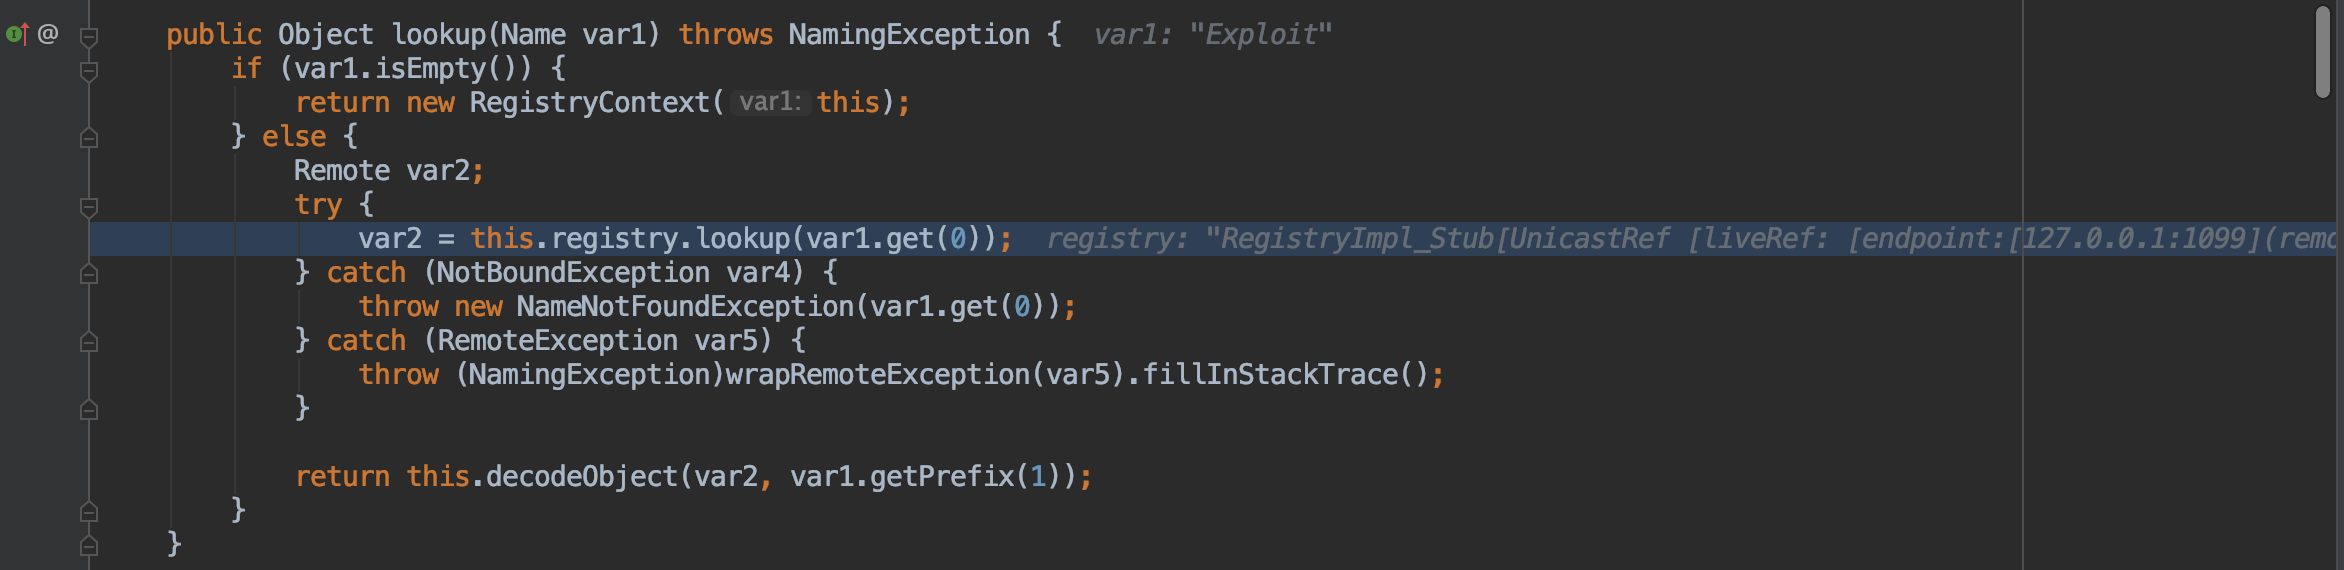 @ public Object lookup(Name var1) throws NamingException { var1: "Exploit"
if (var1.isEmpty()) {
return new RegistryContext( var1: this);
} else {
Remote var2;
try {
var2 = this.registry.lookup(var1.get(0)); registry: "RegistryImpl_Stub[UnicastRef [liveRef: [endpoint:[127.0.0.1:1099](remo
} catch (NotBoundException var4) {
throw new NameNotFoundException(var1.get(0));
} catch (RemoteException var5) {
throw (NamingException)wrapRemoteException(var5).fillInStackTrace();
}
return this.decodeObject(var2, var1.getPrefix(1));
}
}